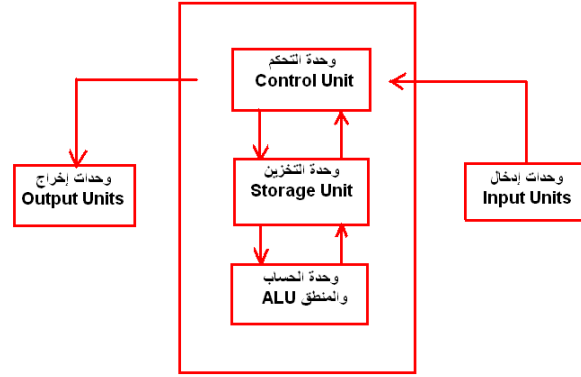 وحدة التحكم
Control Unit
وحدات إخراج
Output Units
وحدة التخزين
Storage Unit
وحدات إدخال
Input Units
وحدة الحساب
والمنطق ALU